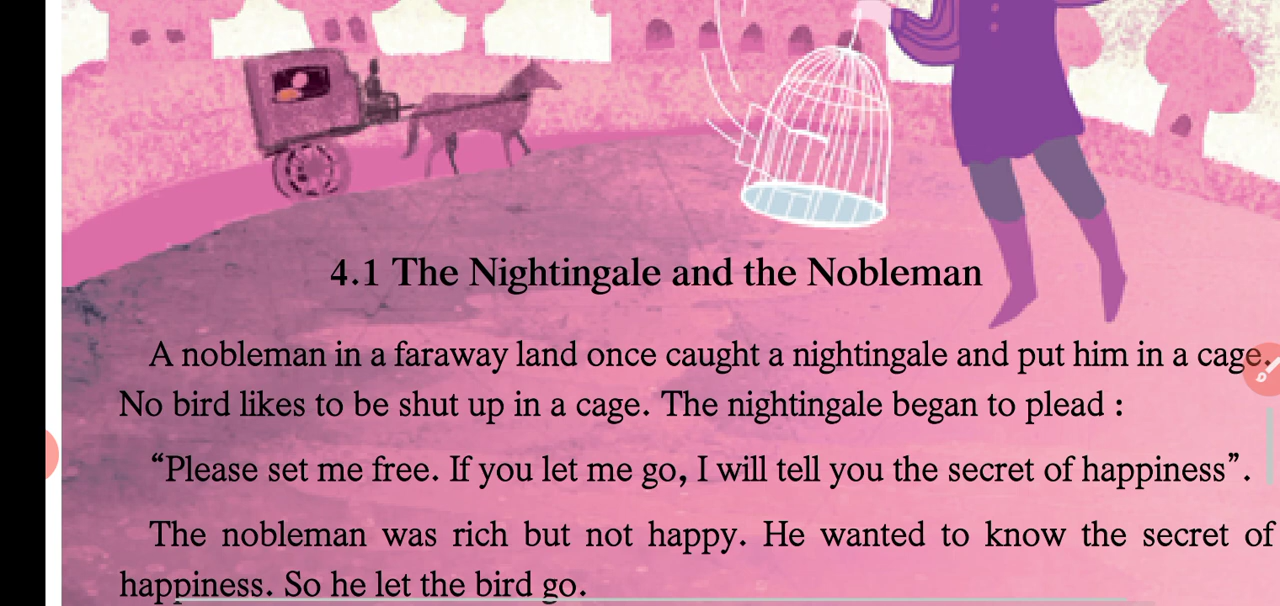 4.1 The Nightingale and the Nobleman
A nobleman in a faraway land once caught a nightingale and put him in a cage.
No bird likes to be shut up in a cage. The nightingale began to plead :
“Please set me free. If you let me go, I will tell you the secret of happiness”.
The nobleman was rich but not happy. He wanted to know the secret of
happiness. So he let the bird go.